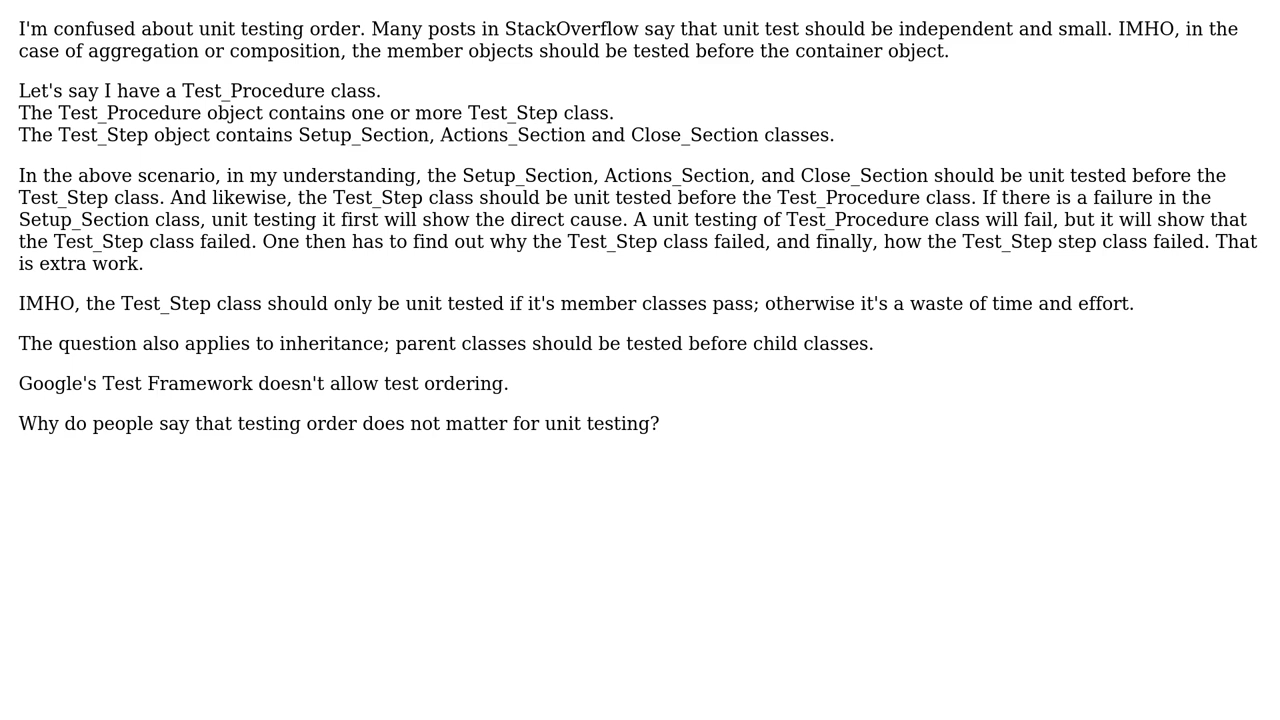 I'm confused about unit testing order. Many posts in StackOverflow say that unit test should be independent and small. IMHO, in the
case of aggregation or composition, the member objects should be tested before the container object.
Let's say I have a Test_Procedure class.
The Test_Procedure object contains one or more Test_Step class.
The Test_Step object contains Setup_Section, Actions_Section and Close_Section classes.
In the above scenario, in my understanding, the Setup_Section, Actions_Section, and Close_Section should be unit tested before the
Test_Step class. And likewise, the Test_Step class should be unit tested before the Test_Procedure class. If there is a failure in the
Setup_Section class, unit testing it first will show the direct cause. A unit testing of Test_Procedure class will fail, but it will show that
the Test_Step class failed. One then has to find out why the Test_Step class failed, and finally, how the Test_Step step class failed. That
is extra work.
IMHO, the Test_Step class should only be unit tested if it's member classes pass; otherwise it's a waste of time and effort.
The question also applies to inheritance; parent classes should be tested before child classes.
Google's Test Framework doesn't allow test ordering.
Why do people say that testing order does not matter for unit testing?